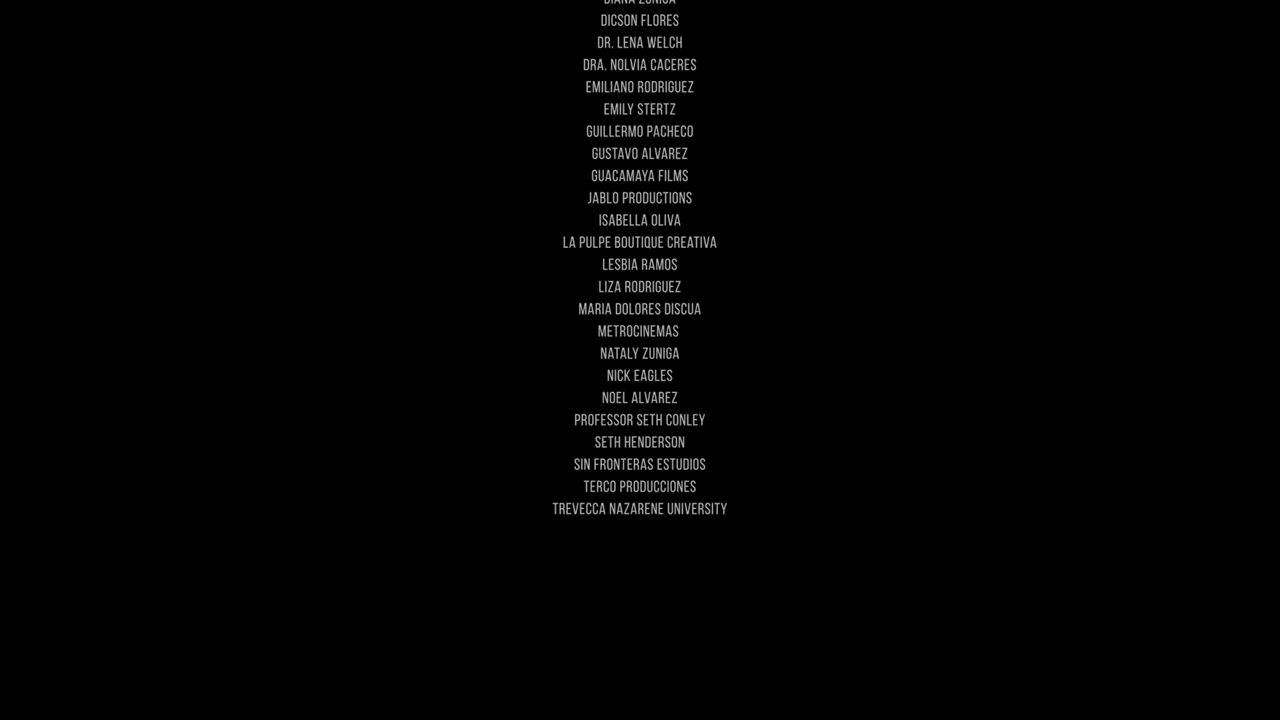 DIANA ZUNIGA
DICSON FLORES
DR. LENA WELCH
DRA. NOLVIA CACERES
EMILIANO RODRIGUEZ
EMILY STERTZ
GUILLERMO PACHECO
GUSTAVO ALVAREZ
GUACAMAYA FILMS
JABLO PRODUCTIONS
ISABELLA OLIVA
LA PULPE BOUTIQUE CREATIVA
LESBIA RAMOS
LIZA RODRIGUEZ
MARIA DOLORES DISCUA
METROCINEMAS
NATALY ZUNIGA
NICK EAGLES
NOEL ALVAREZ
PROFESSOR SETH CONLEY
SETH HENDERSON
SIN FRONTERAS ESTUDIOS
TERCO PRODUCCIONES
TREVECCA NAZARENE UNIVERSITY